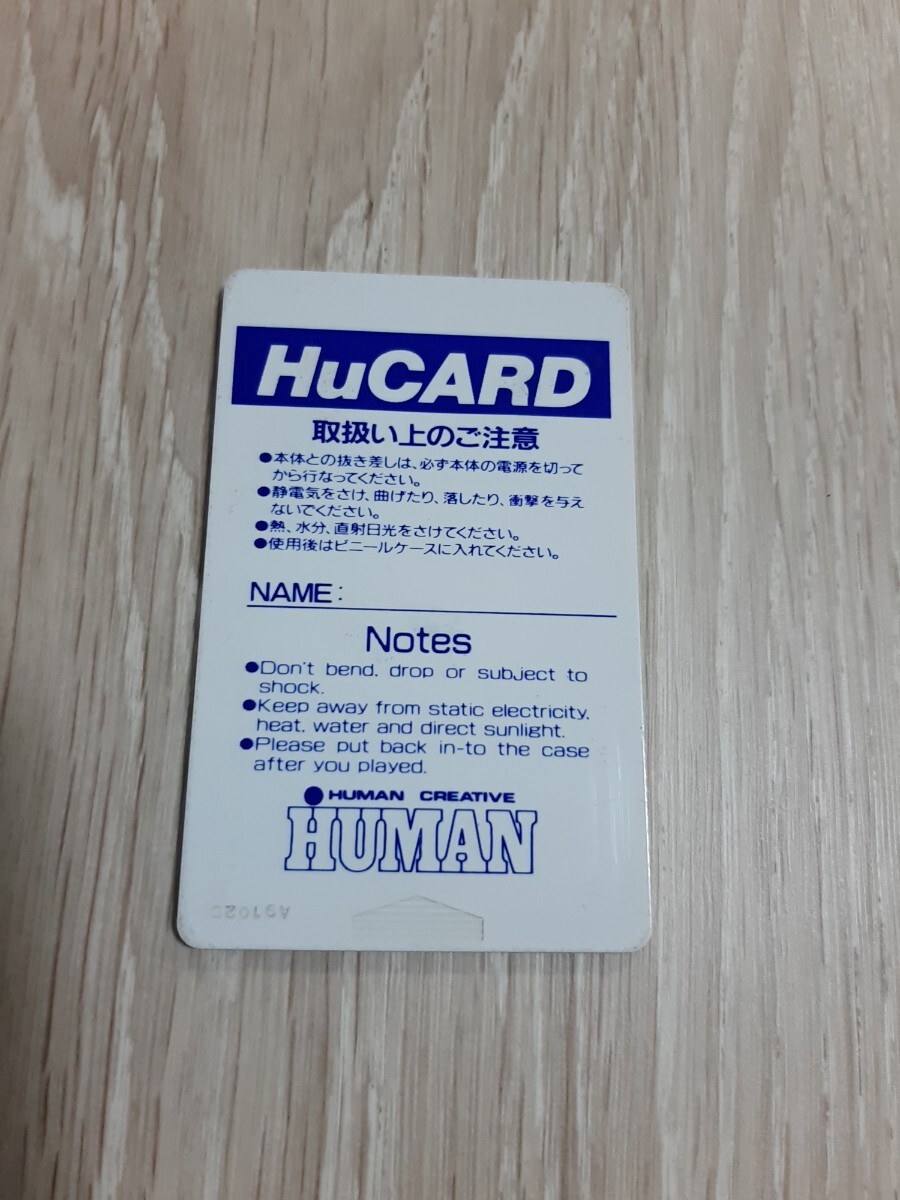 HuCARD
取扱い上のご注意
●本体との抜き差しは、必ず本体の電源を切って
から行なってください。
●静電気をさけ、曲げたり、落したり、衝撃を与え
ないでください。
●熱、水分、直射日光をさけてください。
●使用後はビニールケースに入れてください。
NAME:
Notes
●Don't bend, drop or subject to
shock.
●Keep away from static electricity,
heat, water and direct sunlight.
●Please put back in-to the case
after you played.
HUMAN CREATIVE
HUMAN